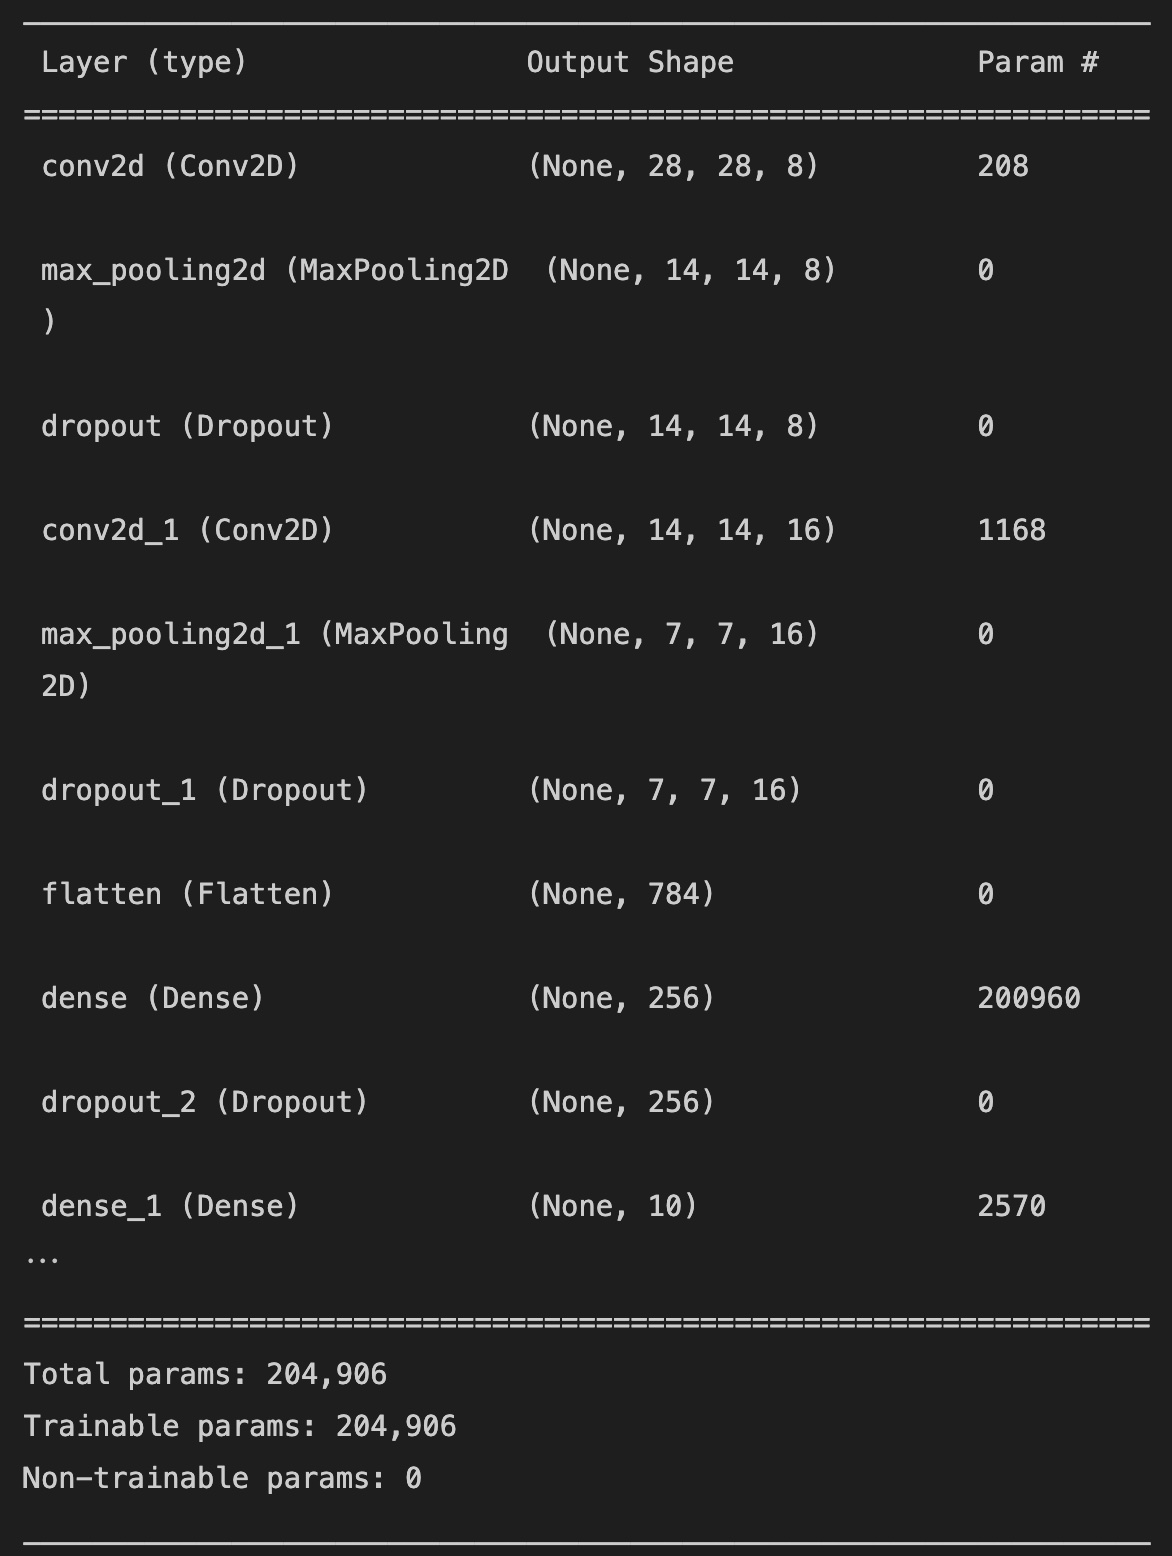 Layer (type) Output Shape Param #
=================================================================
conv2d (Conv2D) (None, 28, 28, 8) 208
max_pooling2d (MaxPooling2D (None, 14, 14, 8) 0
)
dropout (Dropout) (None, 14, 14, 8) 0
conv2d_1 (Conv2D) (None, 14, 14, 16) 1168
max_pooling2d_1 (MaxPooling (None, 7, 7, 16) 0
2D)
dropout_1 (Dropout) (None, 7, 7, 16) 0
flatten (Flatten) (None, 784) 0
dense (Dense) (None, 256) 200960
dropout_2 (Dropout) (None, 256) 0
dense_1 (Dense) (None, 10) 2570
...
=================================================================
Total params: 204,906
Trainable params: 204,906
Non-trainable params: 0